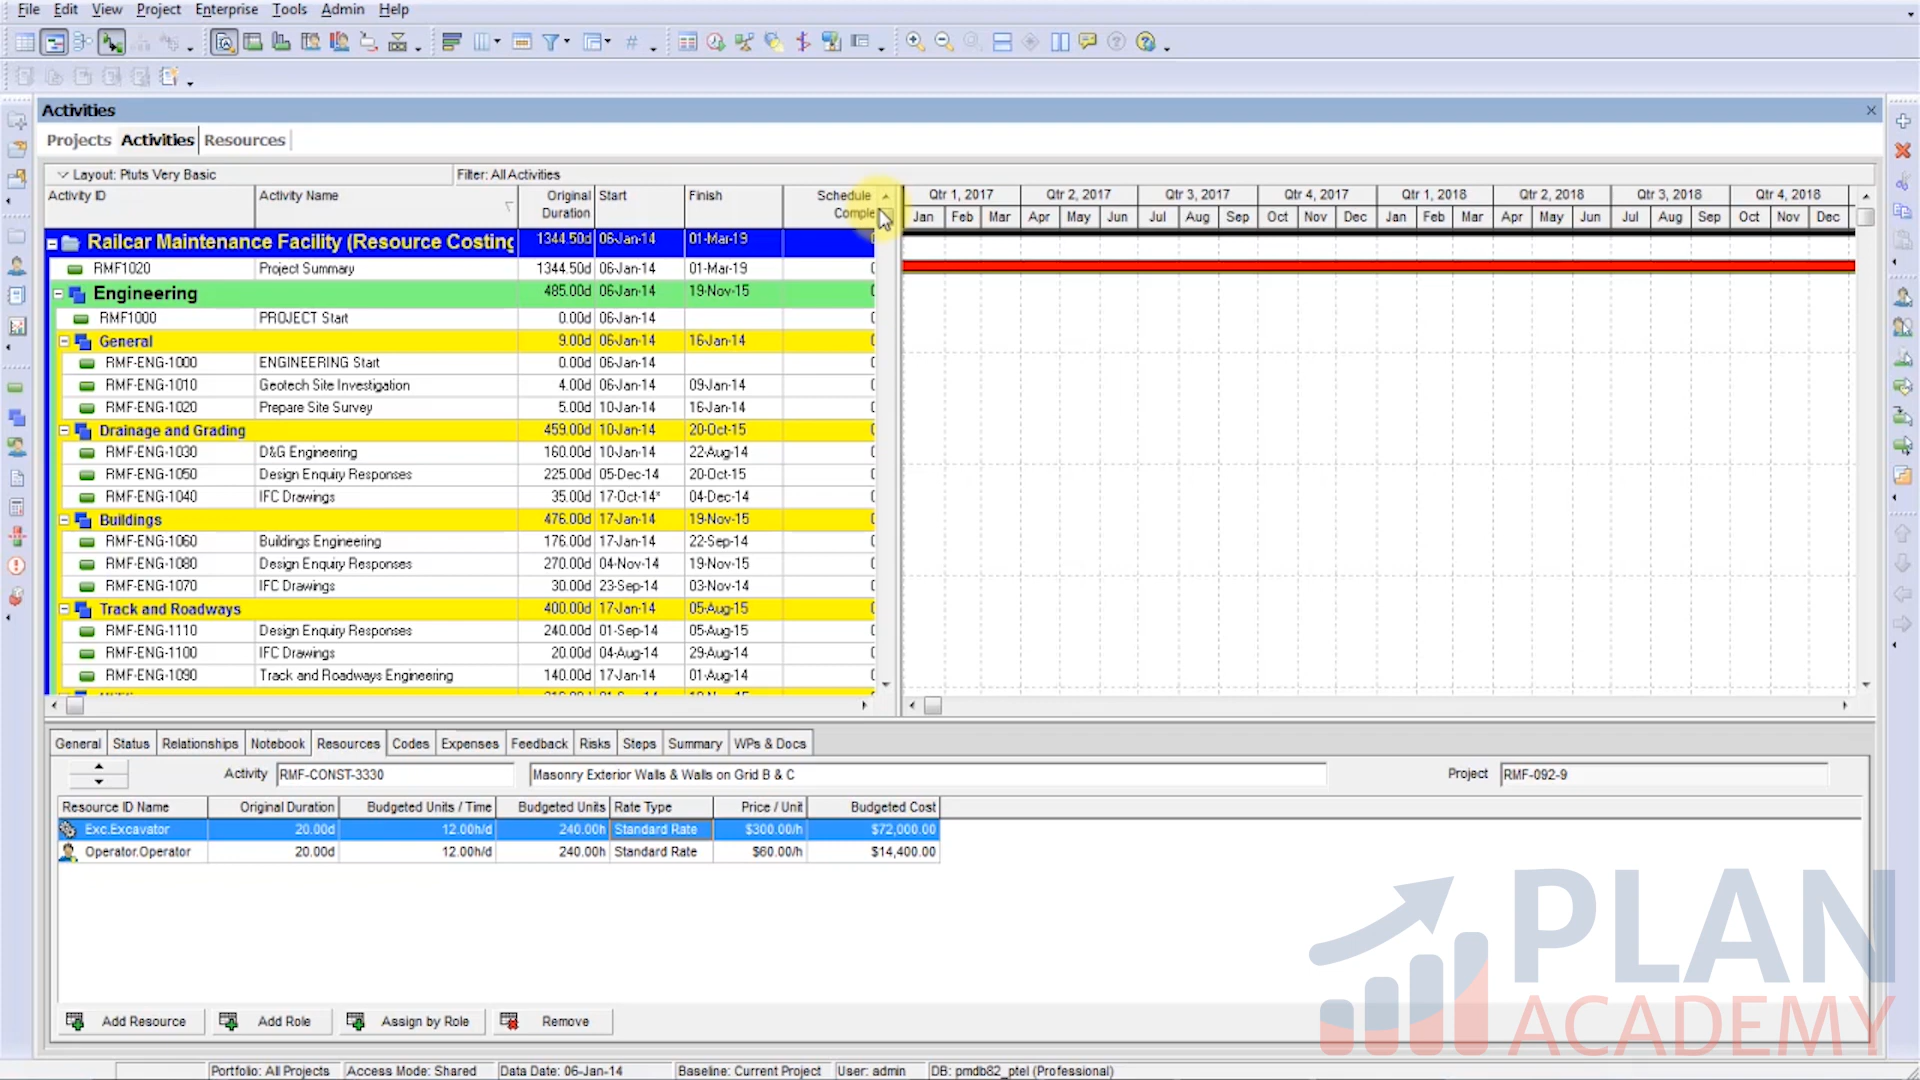 File Edit View Project Enterprise Tools Admin Help
Activities
Projects Activities Resources
Layout: Pluts Very Basic Filter: All Activities
Activity ID Activity Name Original Duration Start Finish Schedule Comple
Qtr 1, 2017 Qtr 2, 2017 Qtr 3, 2017 Qtr 4, 2017 Qtr 1, 2018 Qtr 2, 2018 Qtr 3, 2018 Qtr 4, 2018
Jan Feb Mar Apr May Jun Jul Aug Sep Oct Nov Dec Jan Feb Mar Apr May Jun Jul Aug Sep Oct Nov Dec
Railcar Maintenance Facility (Resource Costing 1344.50d 06-Jan-14 01-Mar-19
RMF1020 Project Summary 1344.50d 06-Jan-14 01-Mar-19
Engineering 485.00d 06-Jan-14 19-Nov-15
RMF1000 PROJECT Start 0.00d 06-Jan-14
General 9.00d 06-Jan-14 16-Jan-14
RMF-ENG-1000 ENGINEERING Start 0.00d 06-Jan-14
RMF-ENG-1010 Geotech Site Investigation 4.00d 06-Jan-14 09-Jan-14
RMF-ENG-1020 Prepare Site Survey 5.00d 10-Jan-14 16-Jan-14
Drainage and Grading 459.00d 10-Jan-14 20-Oct-15
RMF-ENG-1030 D&G Engineering 160.00d 10-Jan-14 22-Aug-14
RMF-ENG-1050 Design Enquiry Responses 225.00d 05-Dec-14 20-Oct-15
RMF-ENG-1040 IFC Drawings 35.00d 17-Oct-14* 04-Dec-14
Buildings 476.00d 17-Jan-14 19-Nov-15
RMF-ENG-1060 Buildings Engineering 176.00d 17-Jan-14 22-Sep-14
RMF-ENG-1080 Design Enquiry Responses 270.00d 04-Nov-14 19-Nov-15
RMF-ENG-1070 IFC Drawings 30.00d 23-Sep-14 03-Nov-14
Track and Roadways 400.00d 17-Jan-14 05-Aug-15
RMF-ENG-1110 Design Enquiry Responses 240.00d 01-Sep-14 05-Aug-15
RMF-ENG-1100 IFC Drawings 20.00d 04-Aug-14 29-Aug-14
RMF-ENG-1090 Track and Roadways Engineering 140.00d 17-Jan-14 01-Aug-14
General Status Relationships Notebook Resources Codes Expenses Feedback Risks Steps Summary WPs & Docs
Activity RMF-CONST-3330 Masonry Exterior Walls & Walls on Grid B & C Project RMF-092-9
Resource ID Name Original Duration Budgeted Units / Time Budgeted Units Rate Type Price / Unit Budgeted Cost
Exc.Excavator 20.00d 12.00h/d 240.00h Standard Rate $300.00/h $72,000.00
Operator.Operator 20.00d 12.00h/d 240.00h Standard Rate $60.00/h $14,400.00
PLAN
ACADEMY
Add Resource Add Role Assign by Role Remove
Portfolio: All Projects Access Mode: Shared Data Date: 06-Jan-14 Baseline: Current Project User: admin DB: pmdb82_ptel (Professional)